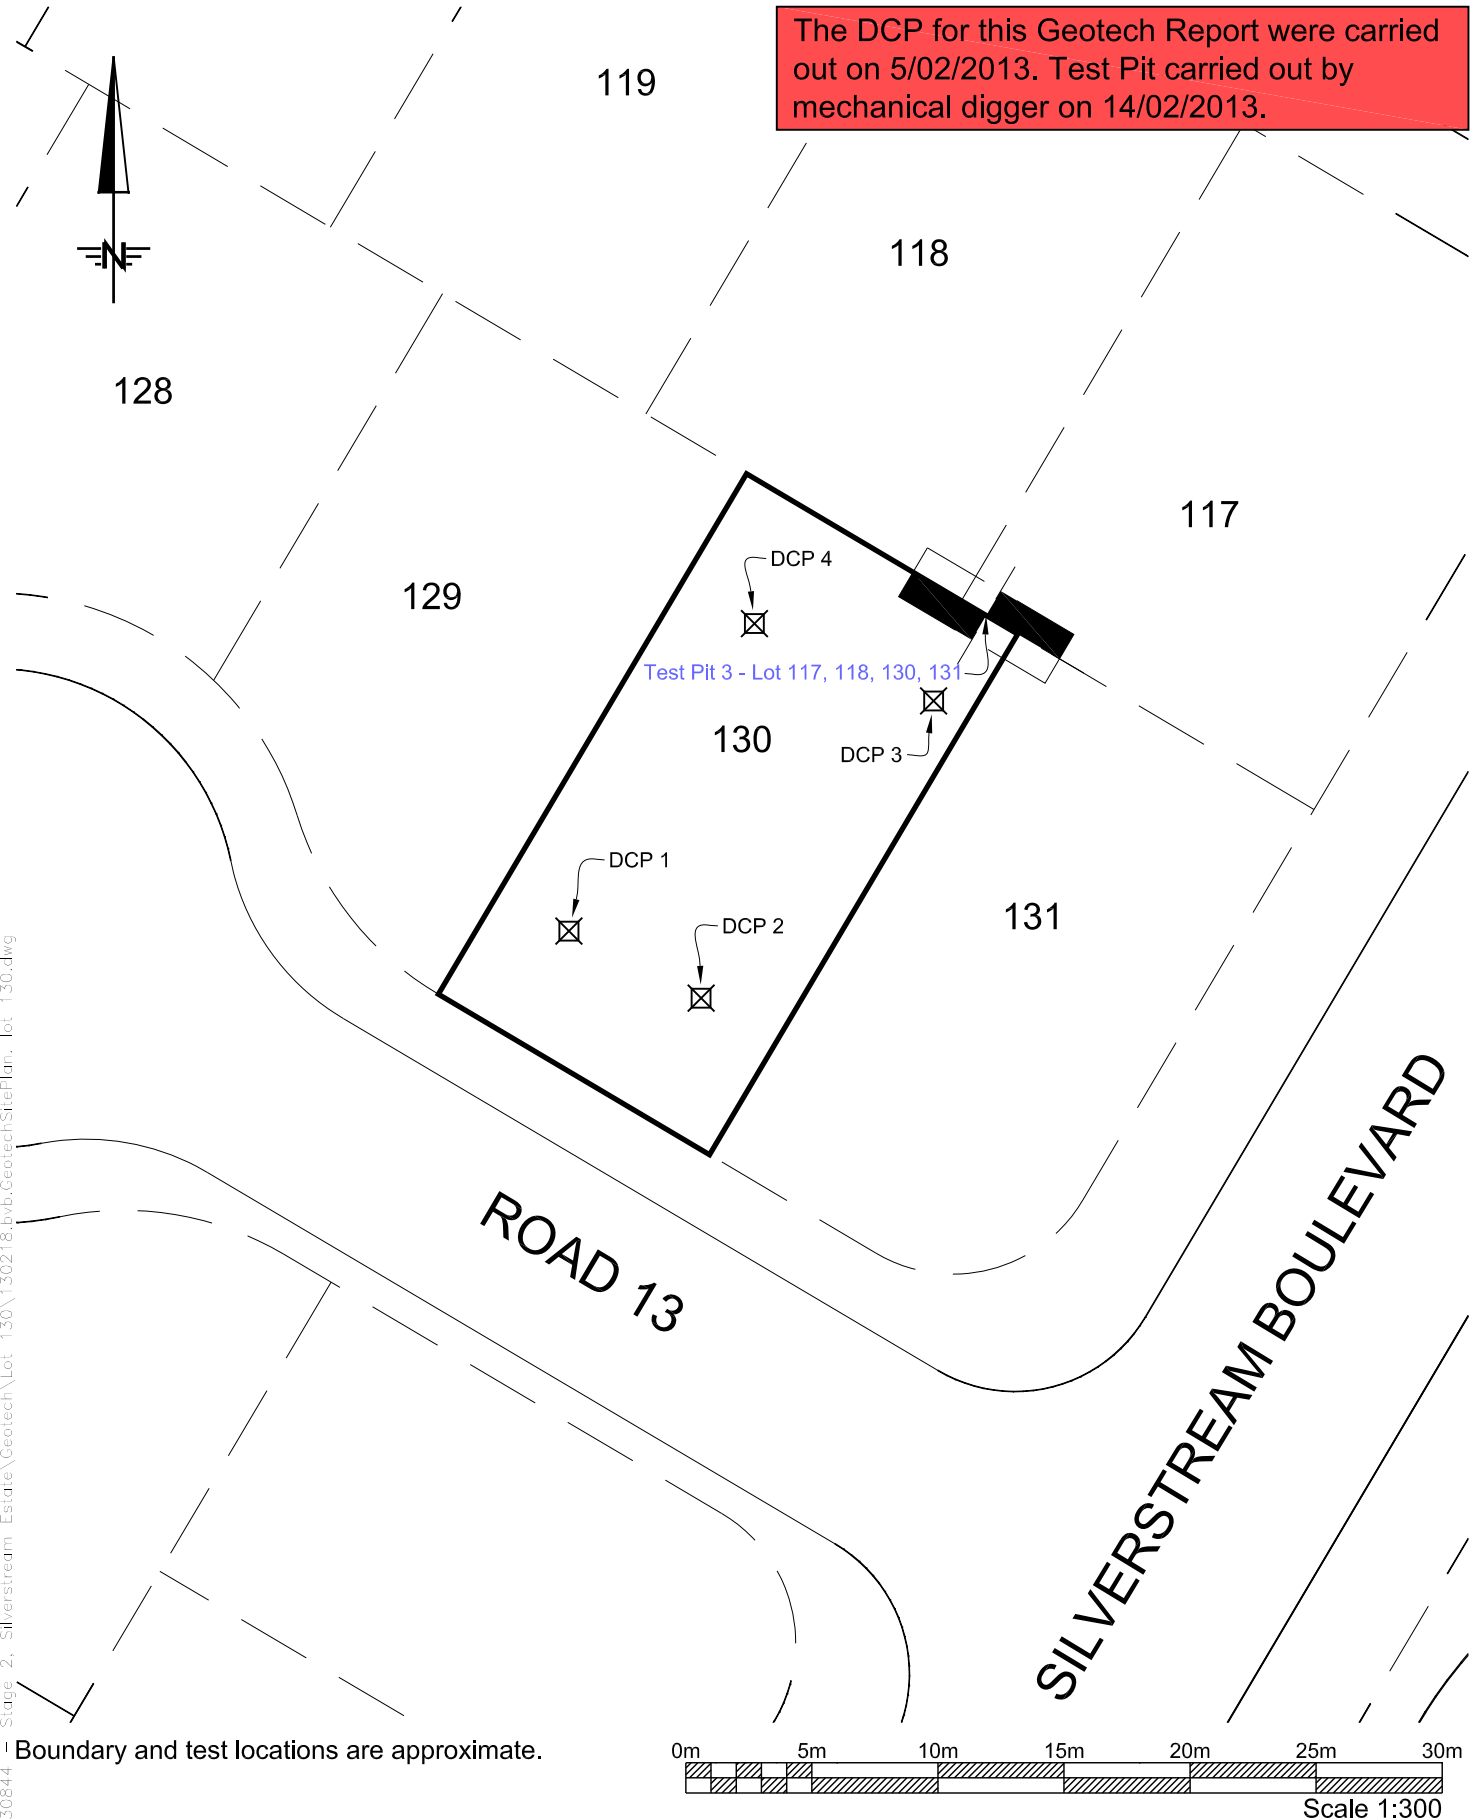 The DCP for this Geotech Report were carried
out on 5/02/2013. Test Pit carried out by
mechanical digger on 14/02/2013.
119
118
N
128
117
129
DCP 4
Test Pit 3 - Lot 117, 118, 130, 131
130
DCP 3
DCP 1
131
DCP 2
ROAD 13
SILVERSTREAM BOULEVARD
30844 - Stage 2, Silverstream Estate\Geotech\Lot 130\130218.bvb.GeotechSitePlan. lot 130.dwg
Boundary and test locations are approximate.
0m 5m 10m 15m 20m 25m 30m
Scale 1:300